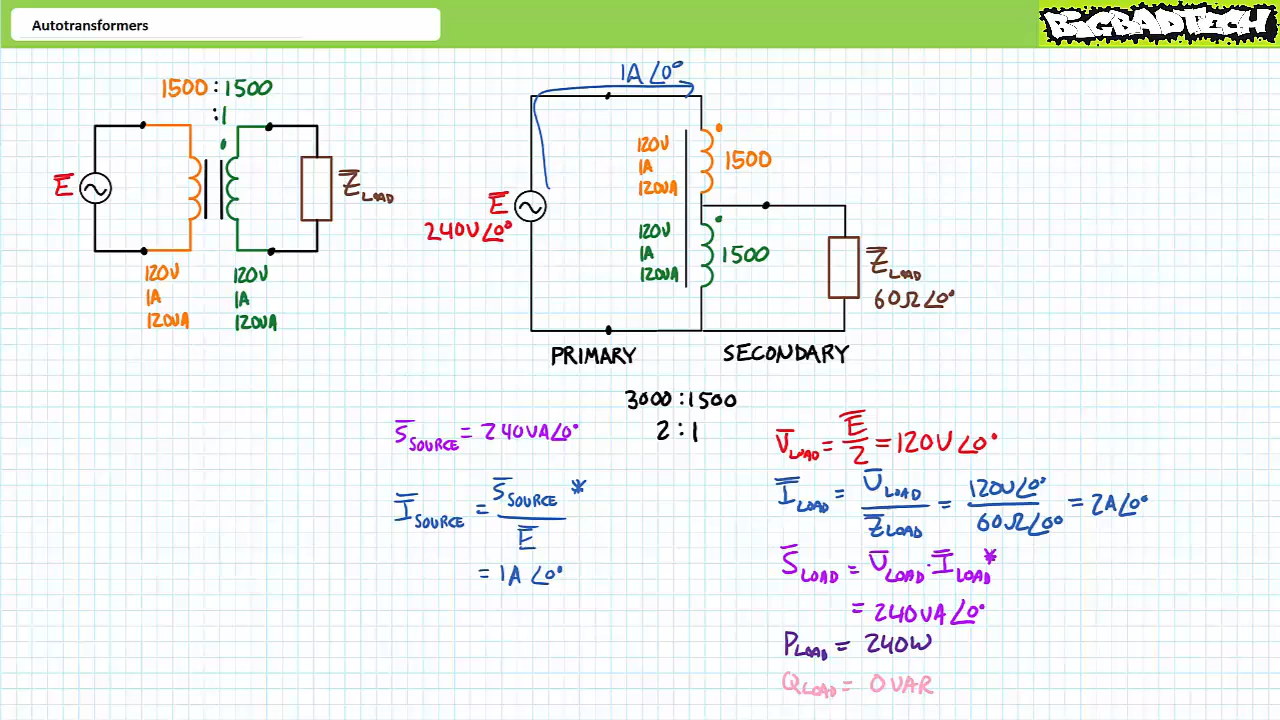 Autotransformers
BIGBADTECH
1500 : 1500
: 1
E
Z LOAD
120V
1A
120VA
120V
1A
120VA
1A∠0°
120V
1A
120VA
1500
E
240V∠0°
120V
1A
120VA
1500
Z LOAD
60Ω∠0°
PRIMARY
SECONDARY
3000 : 1500
2 : 1
S SOURCE = 240VA∠0°
I SOURCE = S SOURCE *
E
= 1A∠0°
V LOAD = E/2 = 120V∠0°
I LOAD = V LOAD / Z LOAD = 120V∠0° / 60Ω∠0° = 2A∠0°
S LOAD = V LOAD · I LOAD *
= 240VA∠0°
P LOAD = 240W
Q LOAD = 0VAR